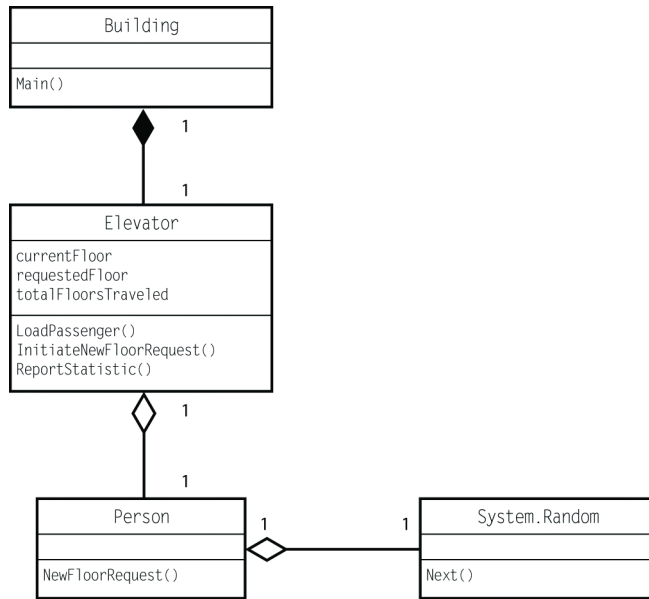 Building
Main()
1
1
Elevator
currentFloor
requestedFloor
totalFloorsTraveled
LoadPassenger()
InitiateNewFloorRequest()
ReportStatistic()
1
1
Person
NewFloorRequest()
1
1
System.Random
Next()